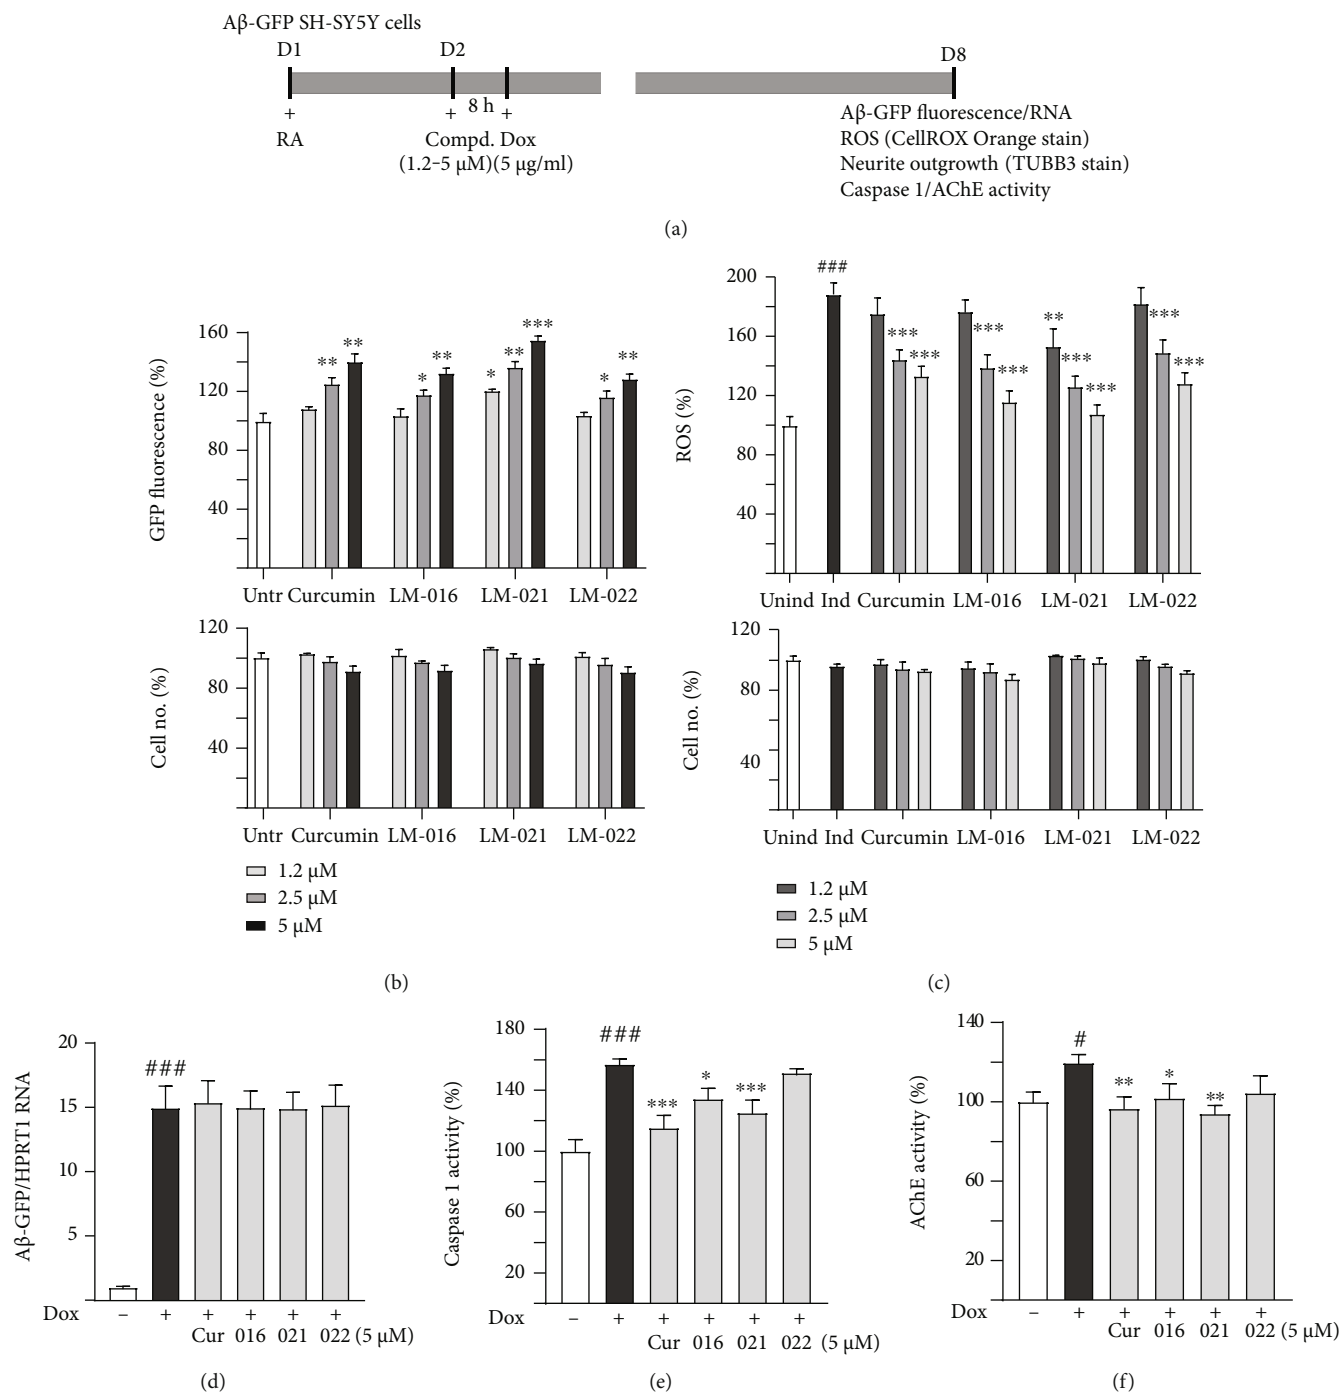 Aβ-GFP SH-SY5Y cells
D1 D2 D8
8 h
+ + +
RA Compd. Dox
(1.2–5 μM)(5 μg/ml)
Aβ-GFP fluorescence/RNA
ROS (CellROX Orange stain)
Neurite outgrowth (TUBB3 stain)
Caspase 1/AChE activity
(a)
GFP fluorescence (%)
160
120
80
40
* * * * * *
** ** * ** * ** *** * **
Untr Curcumin LM-016 LM-021 LM-022
Cell no. (%)
120
80
40
Untr Curcumin LM-016 LM-021 LM-022
1.2 μM
2.5 μM
5 μM
(b)
ROS (%)
200
160
120
80
40
###
*** *** *** *** ** *** *** *** ***
Unind Ind Curcumin LM-016 LM-021 LM-022
Cell no. (%)
120
80
40
Unind Ind Curcumin LM-016 LM-021 LM-022
1.2 μM
2.5 μM
5 μM
(c)
Aβ-GFP/HPRT1 RNA
20
15
15
5
###
Dox – + + + + +
Cur 016 021 022 (5 μM)
(d)
Caspase 1 activity (%)
180
140
100
60
20
###
*** * ***
Dox – + + + + +
Cur 016 021 022 (5 μM)
(e)
AChE activity (%)
140
100
60
20
#
** * **
Dox – + + + + +
Cur 016 021 022 (5 μM)
(f)